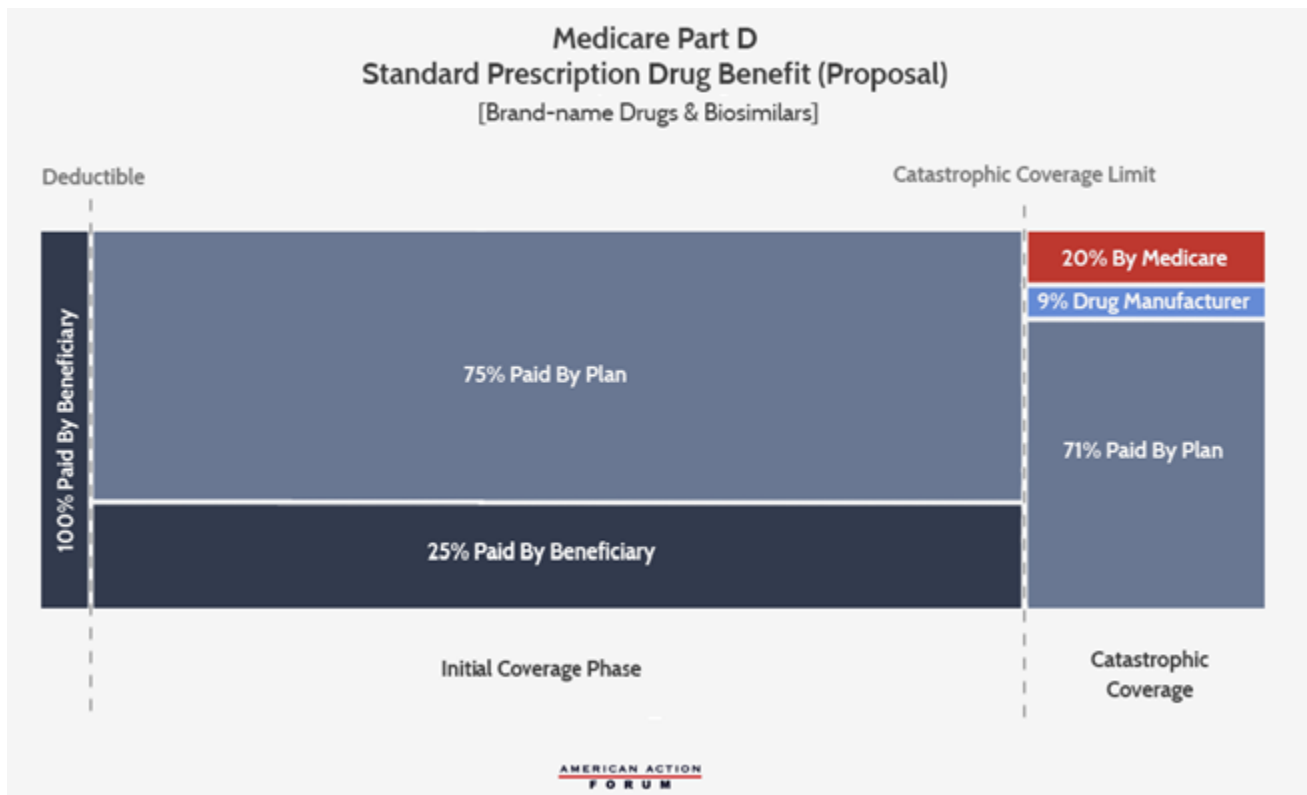 Medicare Part D
Standard Prescription Drug Benefit (Proposal)
[Brand-name Drugs & Biosimilars]
Deductible
Catastrophic Coverage Limit
100% Paid By Beneficiary
75% Paid By Plan
25% Paid By Beneficiary
20% By Medicare
9% Drug Manufacturer
71% Paid By Plan
Initial Coverage Phase
Catastrophic
Coverage
AMERICAN ACTION
FORUM